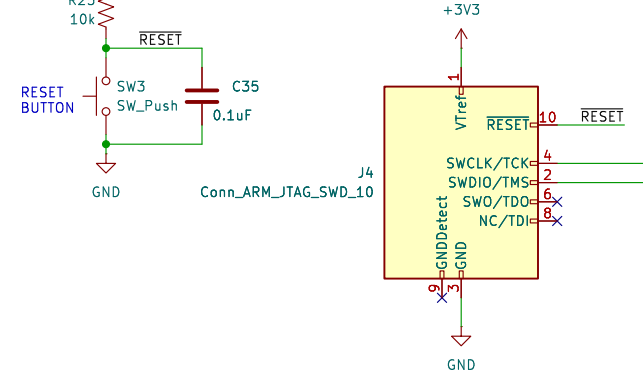 R25
10k
RESET
RESET
BUTTON
SW3
SW_Push
C35
0.1uF
GND
+3V3
1
VTref
RESET
10
RESET
J4
Conn_ARM_JTAG_SWD_10
SWCLK/TCK
4
SWDIO/TMS
2
SWO/TDO
6
NC/TDI
8
GNDDetect
GND
9
3
GND